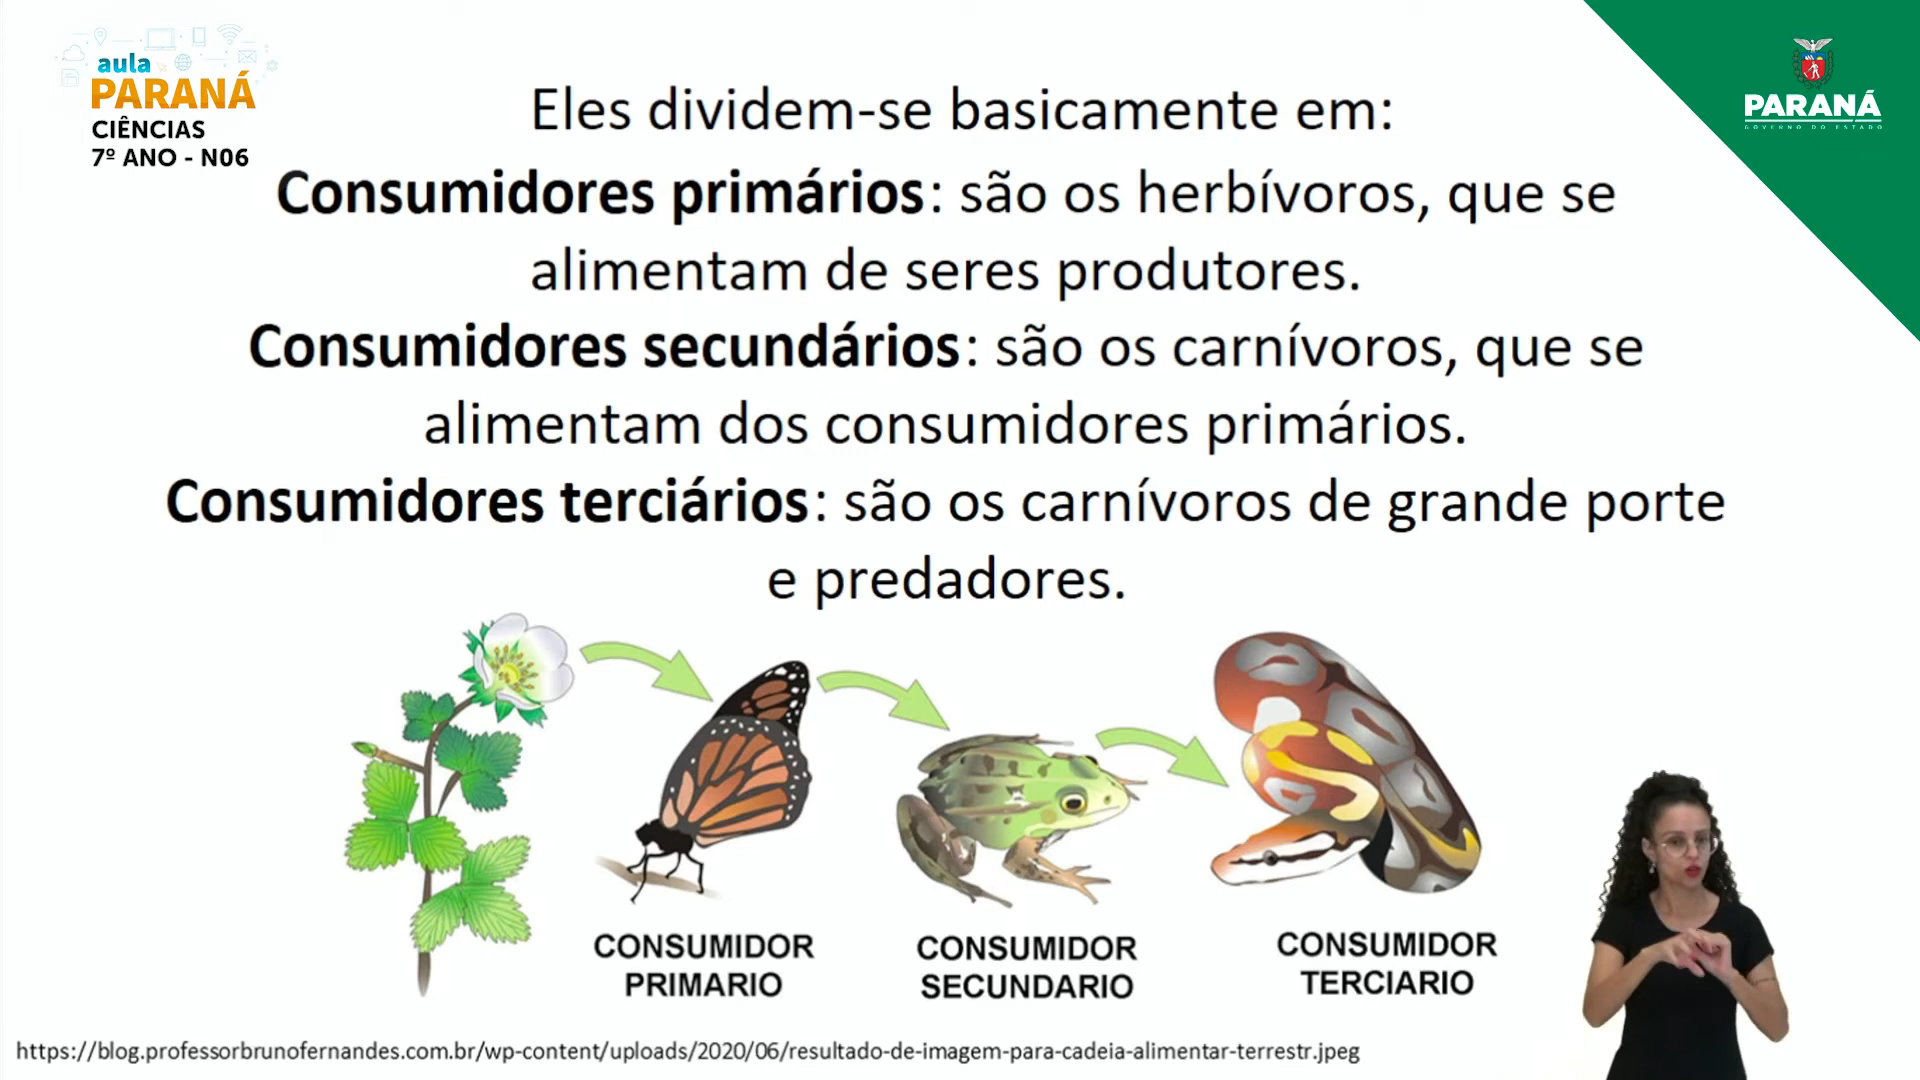 aula
PARANÁ
CIÊNCIAS
7º ANO - N06
PARANÁ
GOVERNO DO ESTADO
Eles dividem-se basicamente em:
Consumidores primários: são os herbívoros, que se
alimentam de seres produtores.
Consumidores secundários: são os carnívoros, que se
alimentam dos consumidores primários.
Consumidores terciários: são os carnívoros de grande porte
e predadores.
CONSUMIDOR
PRIMARIO
CONSUMIDOR
SECUNDARIO
CONSUMIDOR
TERCIARIO
https://blog.professorbrunofernandes.com.br/wp-content/uploads/2020/06/resultado-de-imagem-para-cadeia-alimentar-terrestr.jpeg